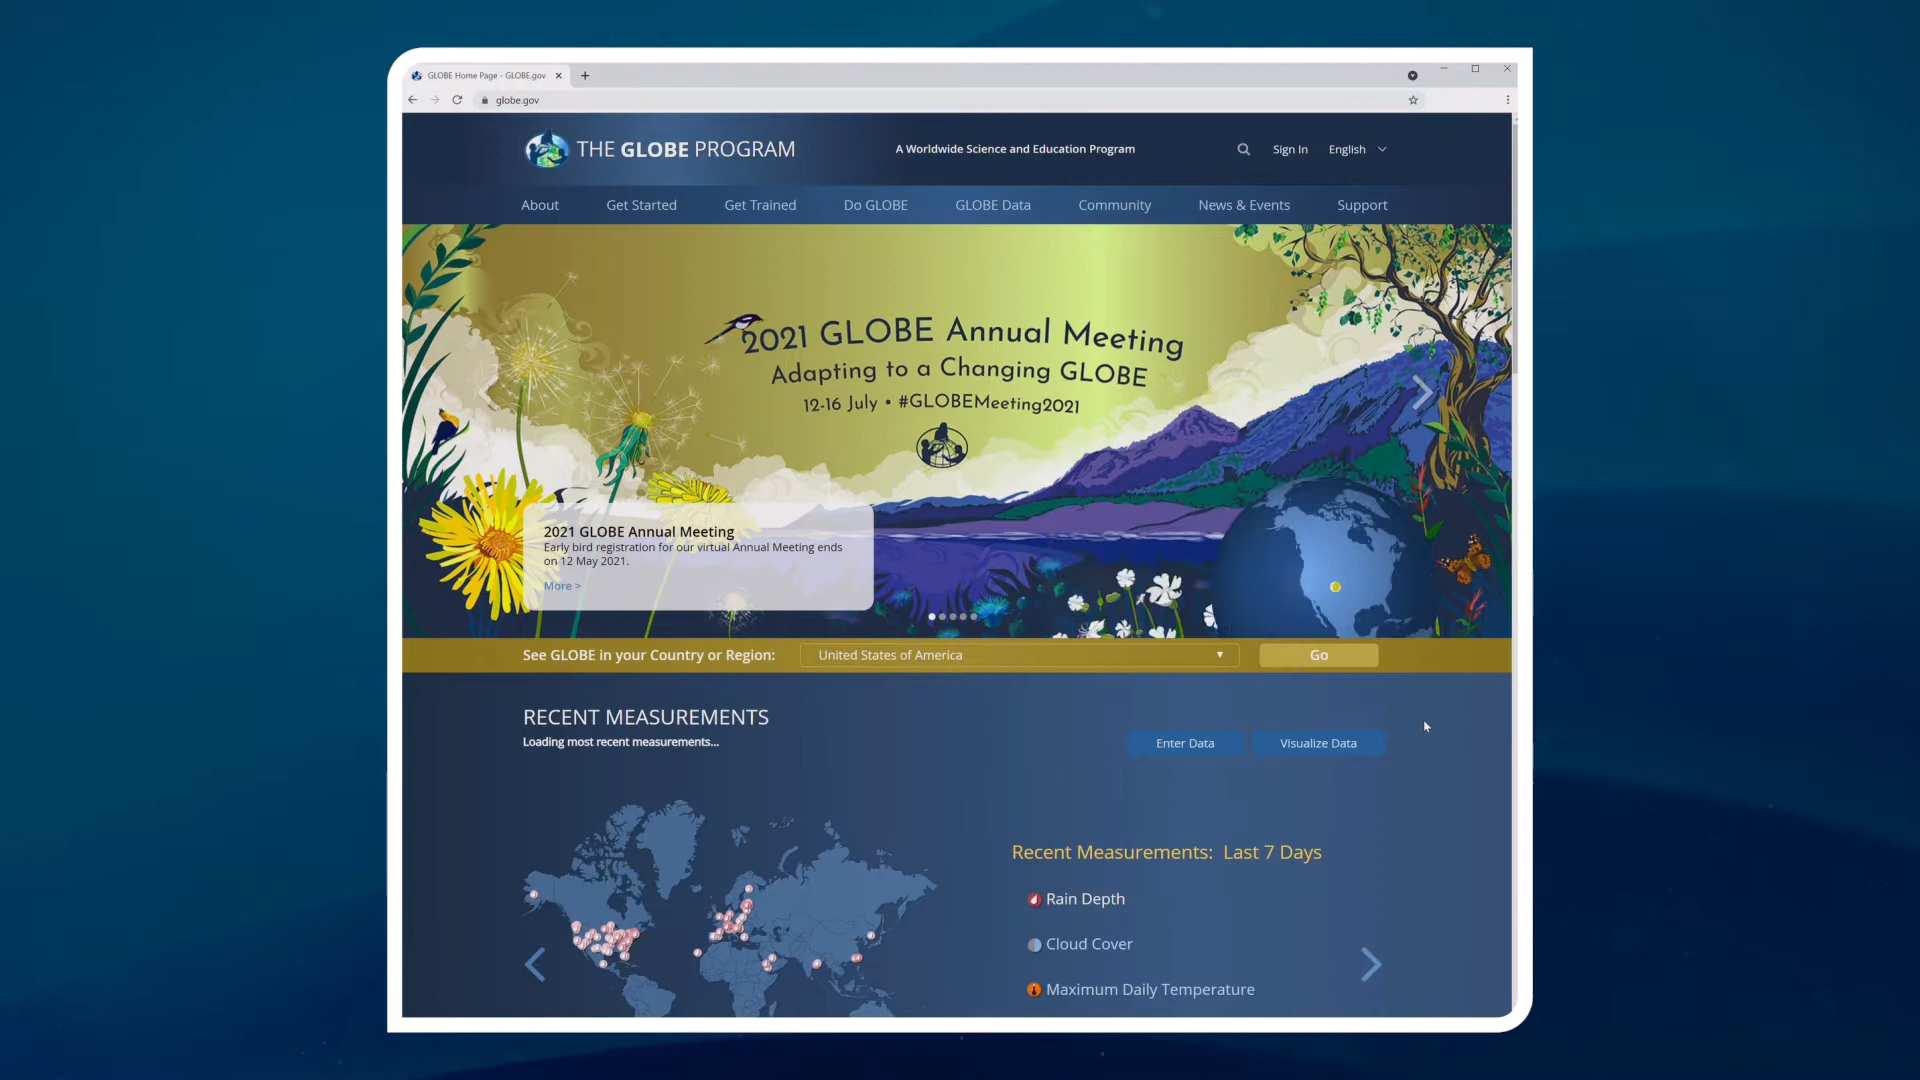 GLOBE Home Page - GLOBE.gov
globe.gov
THE GLOBE PROGRAM
A Worldwide Science and Education Program
Sign In
English
About
Get Started
Get Trained
Do GLOBE
GLOBE Data
Community
News & Events
Support
2021 GLOBE Annual Meeting
Adapting to a Changing GLOBE
12-16 July • #GLOBEMeeting2021
2021 GLOBE Annual Meeting
Early bird registration for our virtual Annual Meeting ends
on 12 May 2021.
More >
See GLOBE in your Country or Region:
United States of America
Go
RECENT MEASUREMENTS
Loading most recent measurements...
Enter Data
Visualize Data
Recent Measurements: Last 7 Days
Rain Depth
Cloud Cover
Maximum Daily Temperature